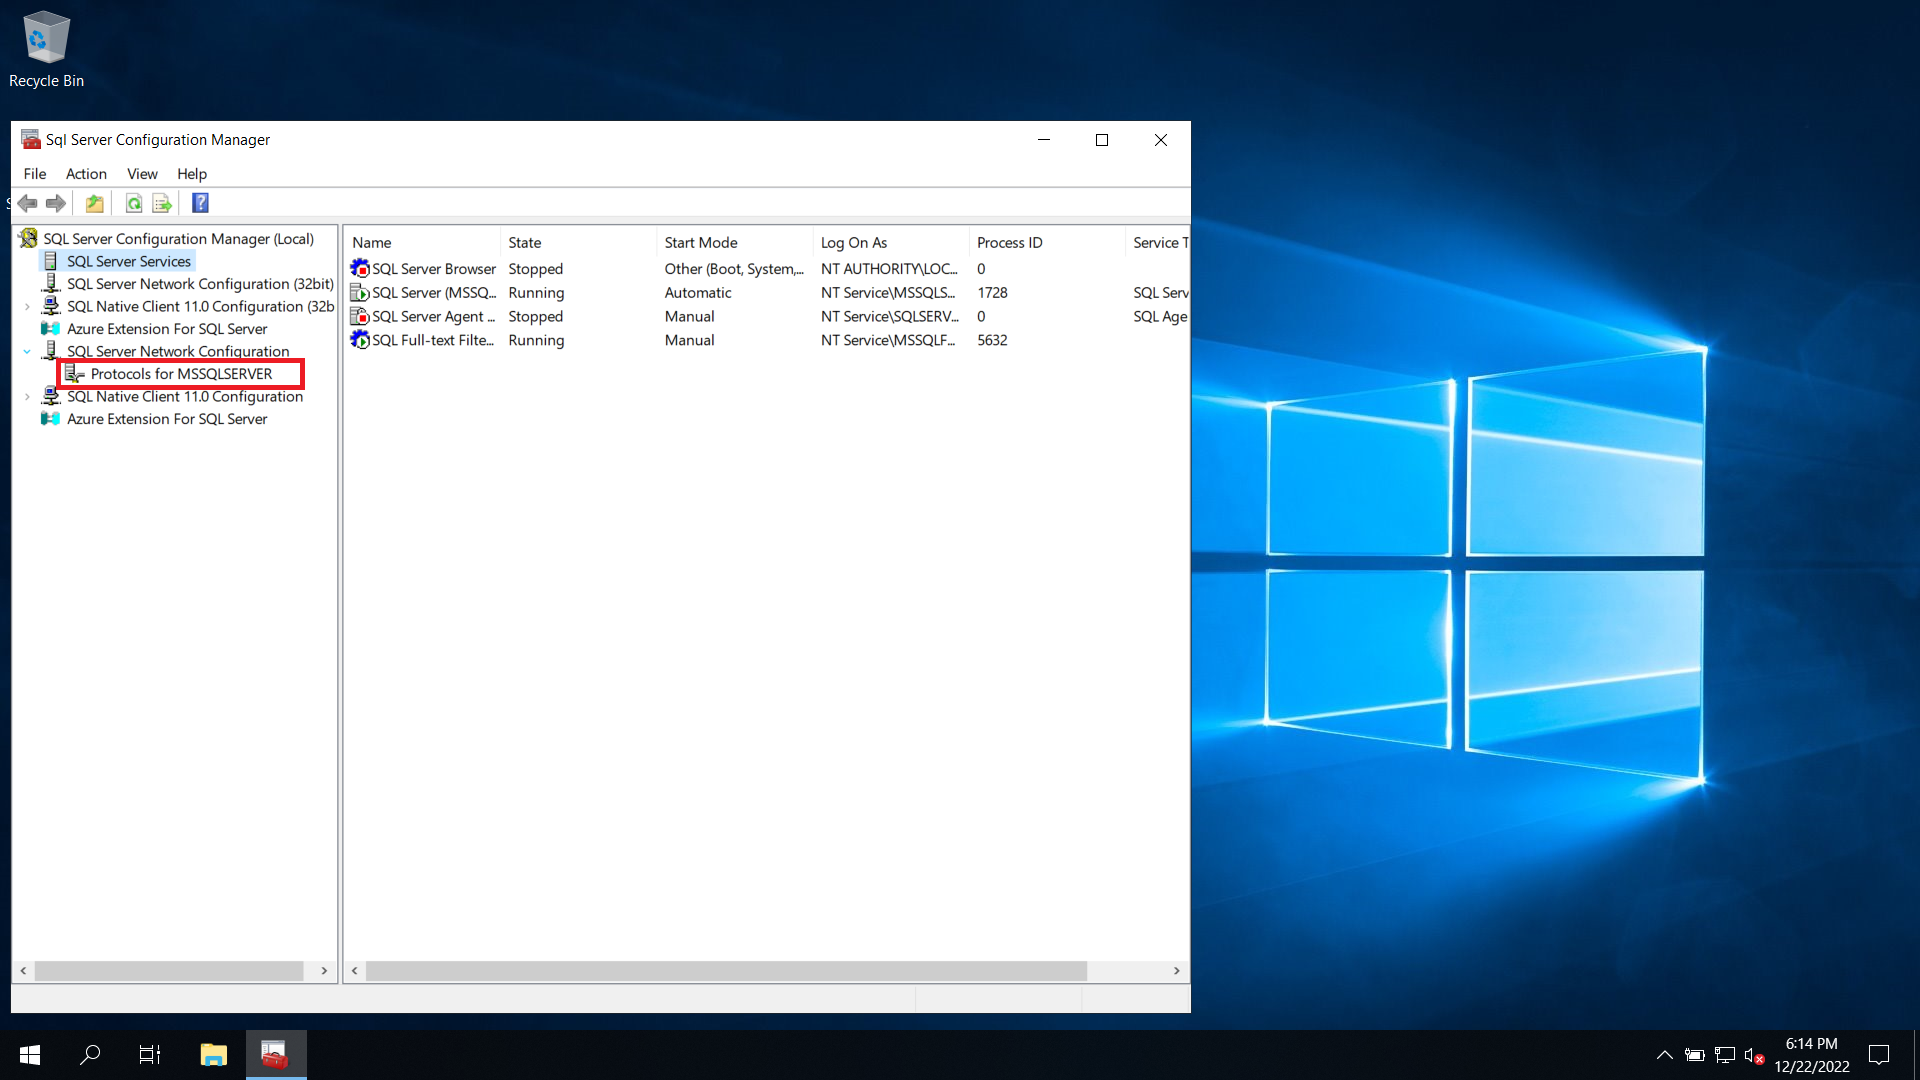 Recycle Bin
Sql Server Configuration Manager
File Action View Help
SQL Server Configuration Manager (Local)
SQL Server Services
SQL Server Network Configuration (32bit)
SQL Native Client 11.0 Configuration (32b
Azure Extension For SQL Server
SQL Server Network Configuration
Protocols for MSSQLSERVER
SQL Native Client 11.0 Configuration
Azure Extension For SQL Server
Name State Start Mode Log On As Process ID Service T
SQL Server Browser Stopped Other (Boot, System,... NT AUTHORITY\LOC... 0
SQL Server (MSSQ... Running Automatic NT Service\MSSQLS... 1728 SQL Serv
SQL Server Agent ... Stopped Manual NT Service\SQLSERV... 0 SQL Age
SQL Full-text Filte... Running Manual NT Service\MSSQLF... 5632
6:14 PM
12/22/2022